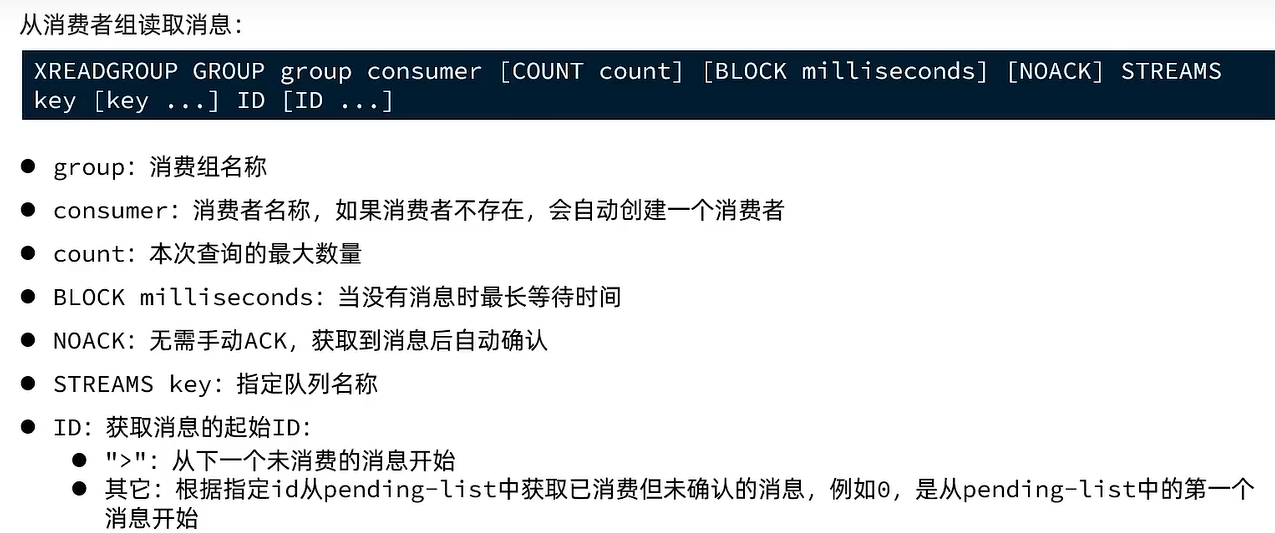 从消费者组读取消息：
XREADGROUP GROUP group consumer [COUNT count] [BLOCK milliseconds] [NOACK] STREAMS
key [key ...] ID [ID ...]
● group：消费组名称
● consumer：消费者名称，如果消费者不存在，会自动创建一个消费者
● count：本次查询的最大数量
● BLOCK milliseconds：当没有消息时最长等待时间
● NOACK：无需手动ACK，获取到消息后自动确认
● STREAMS key：指定队列名称
● ID：获取消息的起始ID：
● ">"：从下一个未消费的消息开始
● 其它：根据指定id从pending-list中获取已消费但未确认的消息，例如0，是从pending-list中的第一个
消息开始